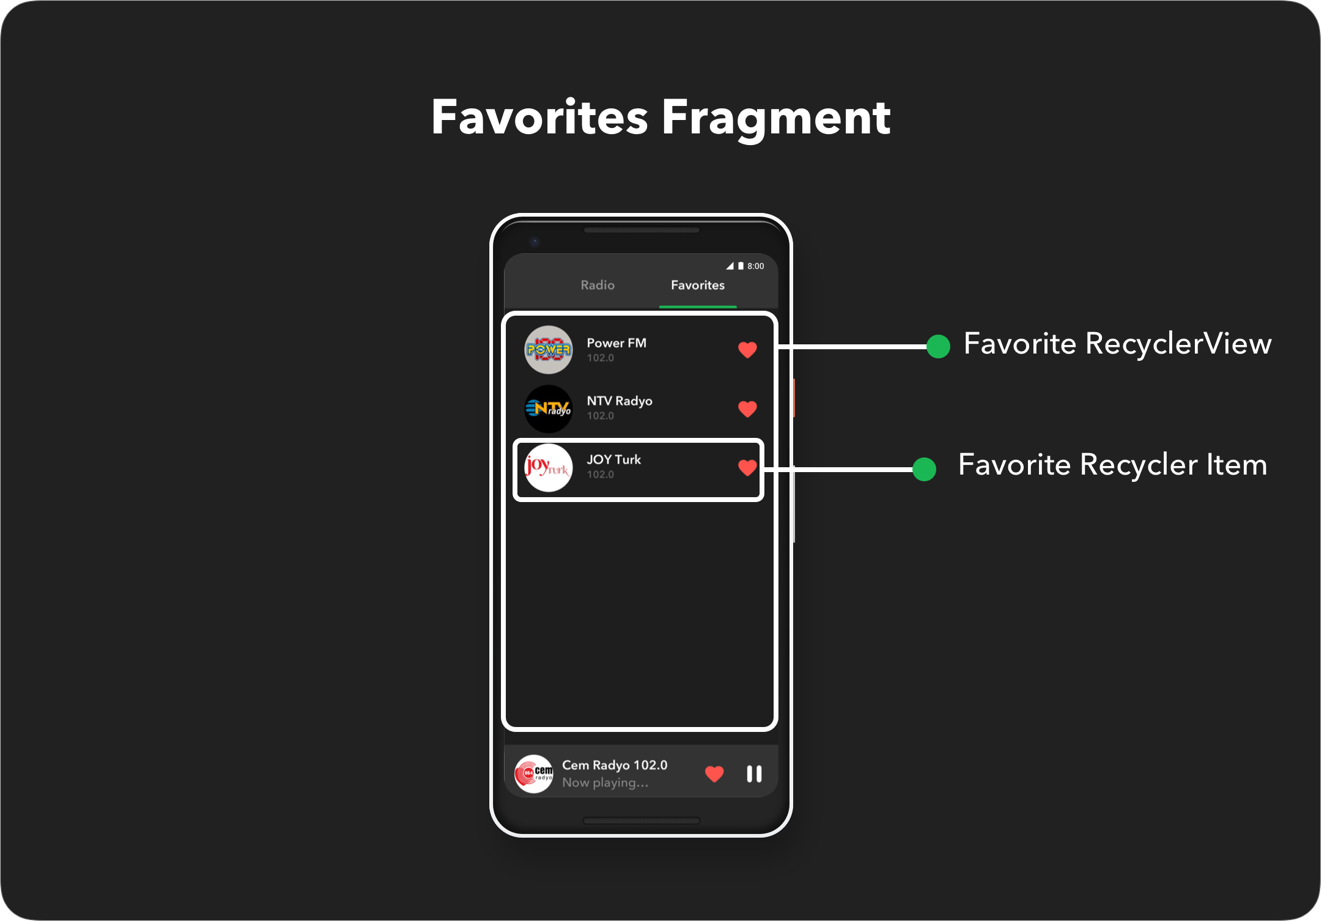 Favorites Fragment
8:00
Radio
Favorites
100
POWER
Power FM
102.0
Favorite RecyclerView
NTV
radyo
NTV Radyo
102.0
joy
turk
JOY Turk
102.0
Favorite Recycler Item
cem
radyo
Cem Radyo 102.0
Now playing...